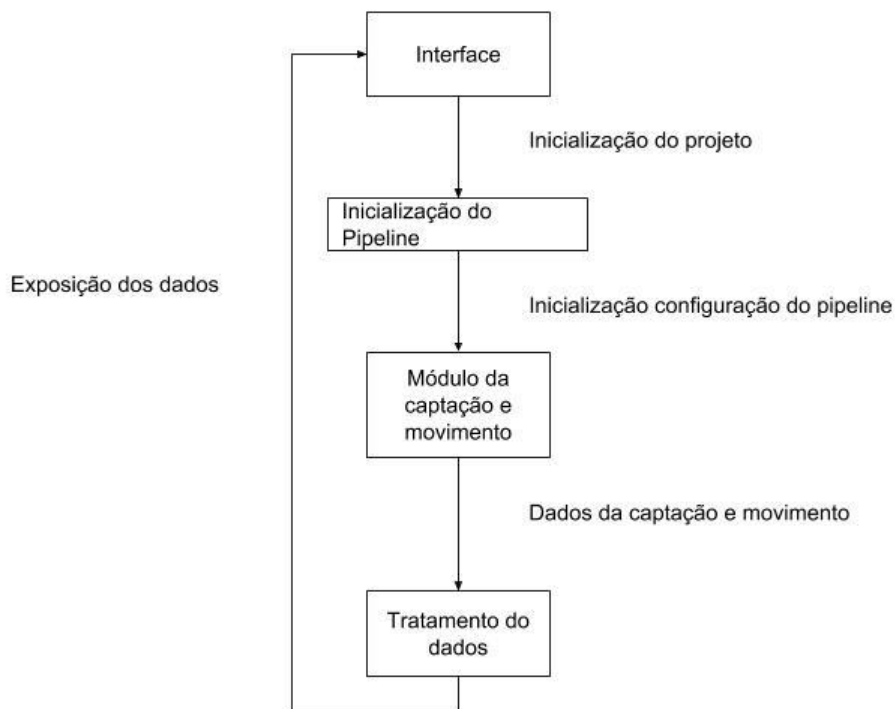 Interface
Inicialização do projeto
Inicialização do
Pipeline
Exposição dos dados
Inicialização configuração do pipeline
Módulo da
captação e
movimento
Dados da captação e movimento
Tratamento do
dados